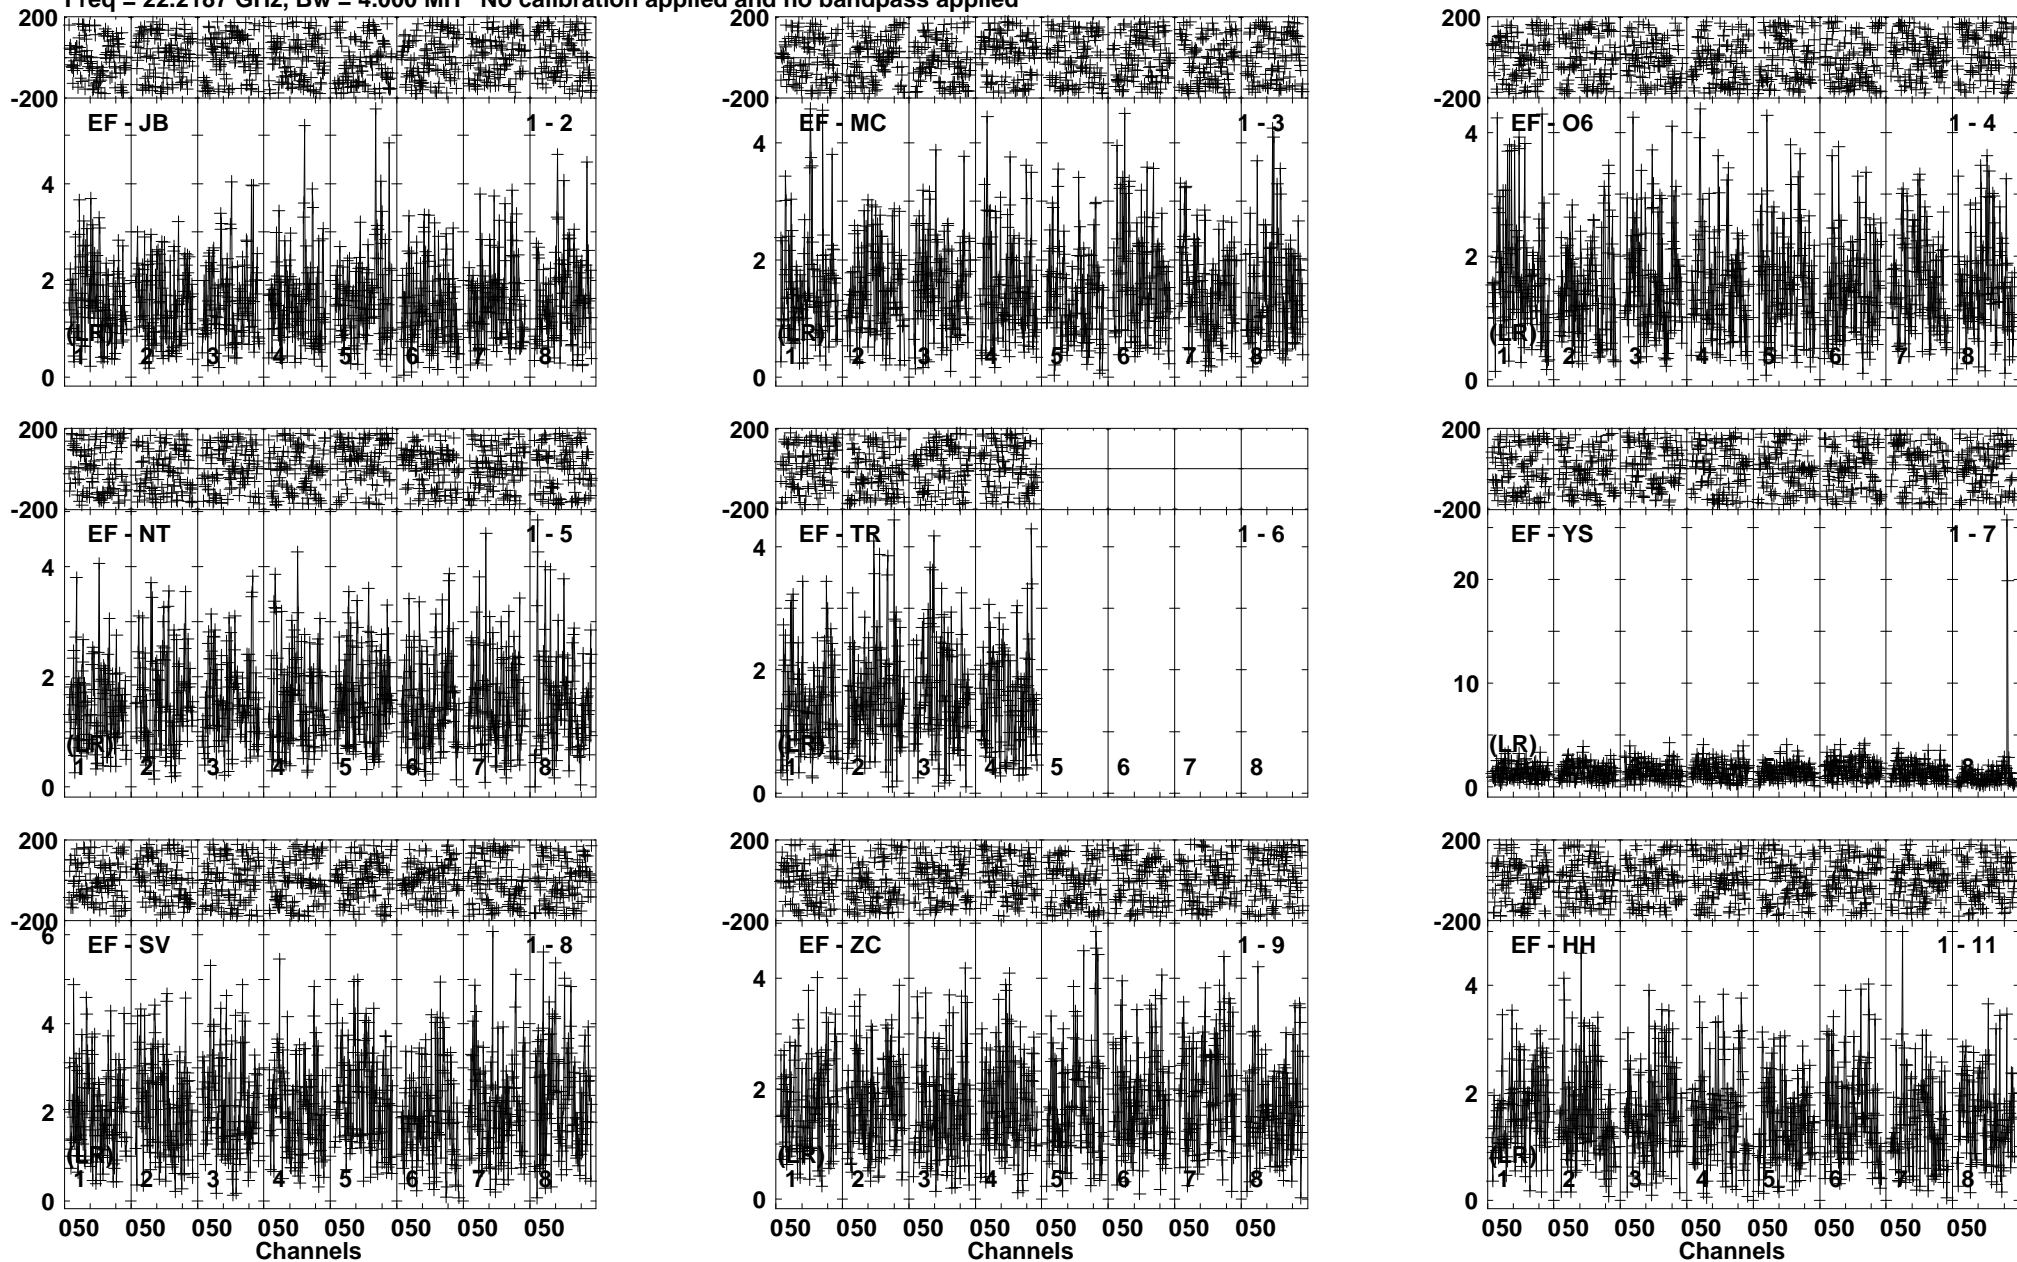 Freq = 22.2187 GHz, Bw = 4.000 MH No calibration applied and no bandpass applied
200 200 200
-200 -200 -200
EF - JB 1 - 2 EF - MC 1 - 3 EF - O6 1 - 4
4 4 4
2 2 2
(LR) (LR) (LR)
1 2 3 4 5 6 7 8 1 2 3 4 5 6 7 8 1 2 3 4 5 6 7 8
0 0 0
200 200 200
-200 -200 -200
EF - NT 1 - 5 EF - TR 1 - 6 EF - YS 1 - 7
4 4 20
2 2 10
(LR) (LR) (LR)
1 2 3 4 5 6 7 8 1 2 3 4 5 6 7 8 8
0 0 0
200 200 200
-200 -200 -200
6
EF - SV 1 - 8 EF - ZC 1 - 9 EF - HH 1 - 11
4 4 4
2 2 2
(LR) (LR) (LR)
1 2 3 4 5 6 7 8 1 2 3 4 5 6 7 8 1 2 3 4 5 6 7 8
0 0 0
050 050 050 050 050 050 050 050 050 050 050 050 050 050 050 050 050 050 050 050 050 050 050 050
Channels Channels Channels